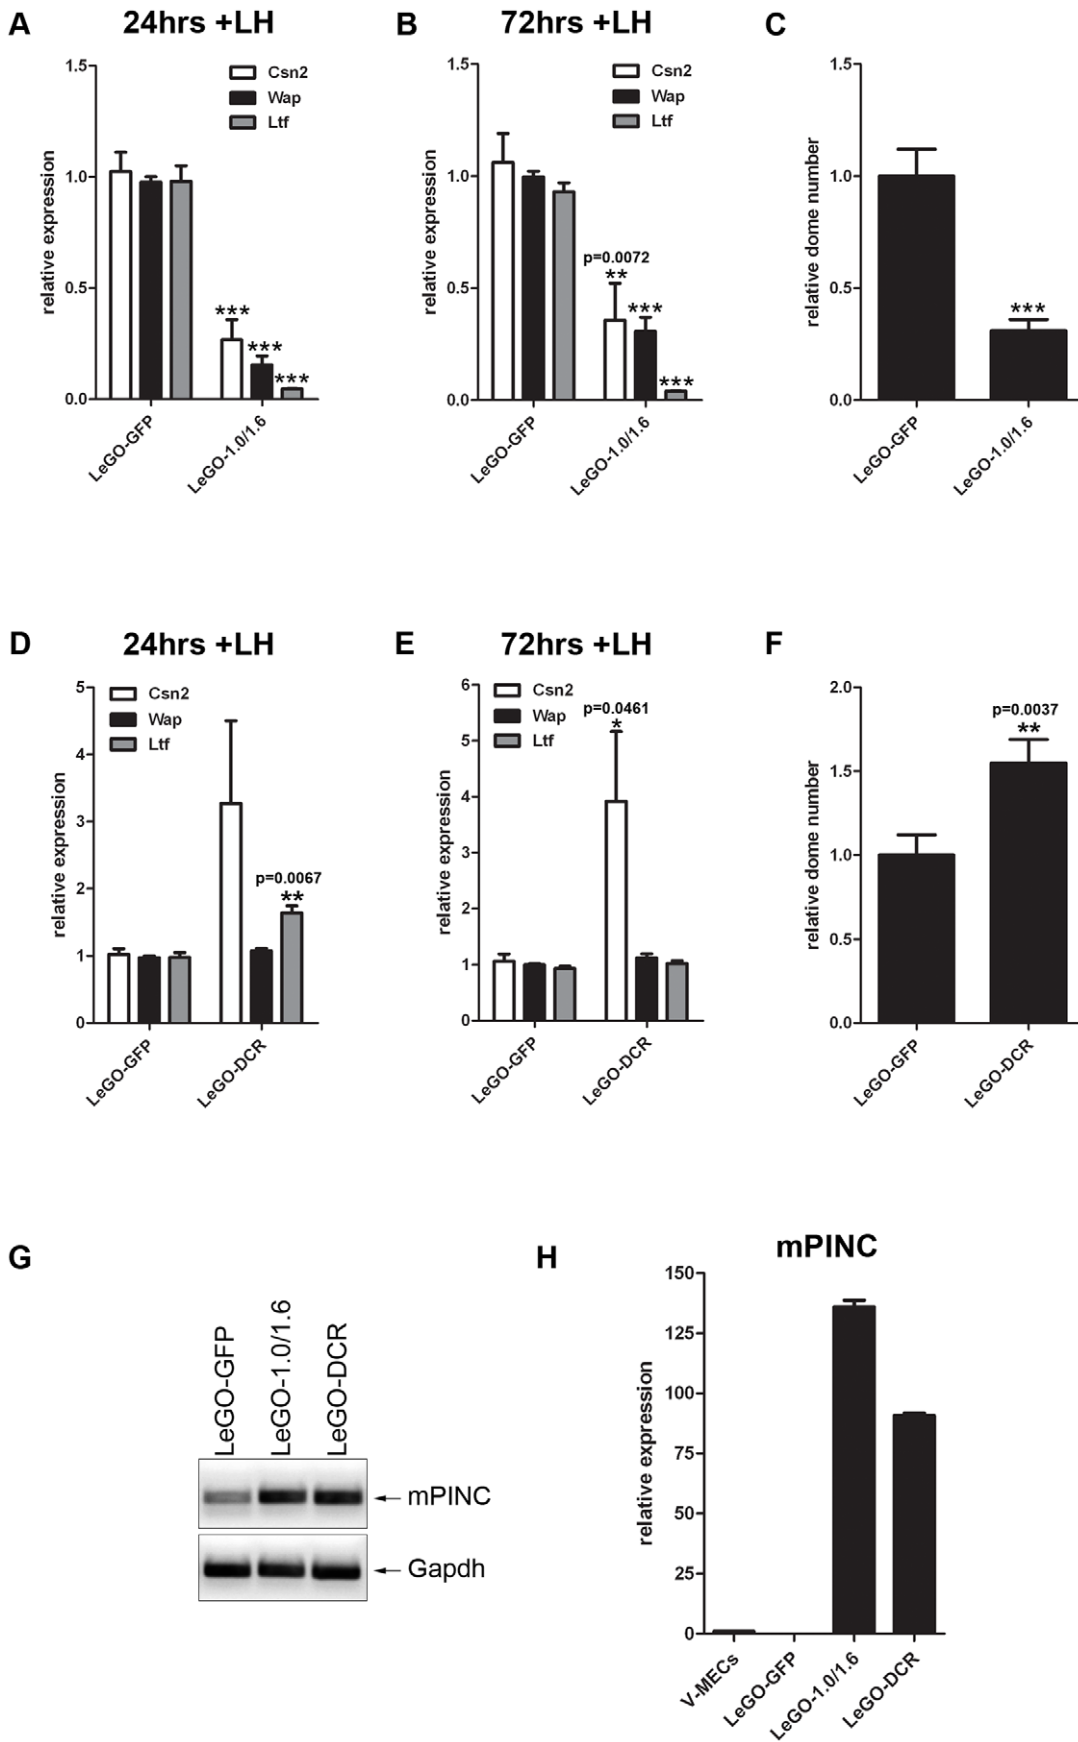 A
24hrs +LH
1.5
1.0
0.5
0.0
relative expression
Csn2
Wap
Ltf
***
***
***
LeGO-GFP
LeGO-1.0/1.6
B
72hrs +LH
1.5
1.0
0.5
0.0
relative expression
Csn2
Wap
Ltf
p=0.0072
**
***
***
LeGO-GFP
LeGO-1.0/1.6
C
1.5
1.0
0.5
0.0
relative dome number
***
LeGO-GFP
LeGO-1.0/1.6
D
24hrs +LH
5
4
3
2
1
0
relative expression
Csn2
Wap
Ltf
p=0.0067
**
LeGO-GFP
LeGO-DCR
E
72hrs +LH
6
5
4
3
2
1
0
relative expression
Csn2
Wap
Ltf
p=0.0461
*
LeGO-GFP
LeGO-DCR
F
2.0
1.5
1.0
0.5
0.0
relative dome number
p=0.0037
**
LeGO-GFP
LeGO-DCR
G
LeGO-GFP
LeGO-1.0/1.6
LeGO-DCR
mPINC
Gapdh
H
mPINC
150
125
100
75
50
25
0
relative expression
V-MECs
LeGO-GFP
LeGO-1.0/1.6
LeGO-DCR